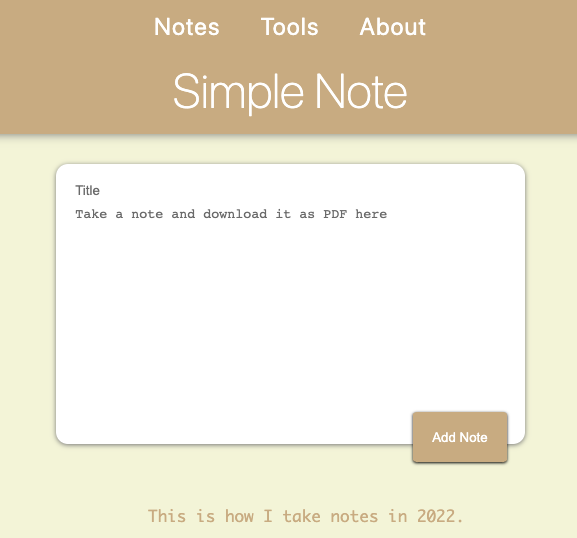 Notes Tools About
Simple Note
Title
Take a note and download it as PDF here
Add Note
This is how I take notes in 2022.